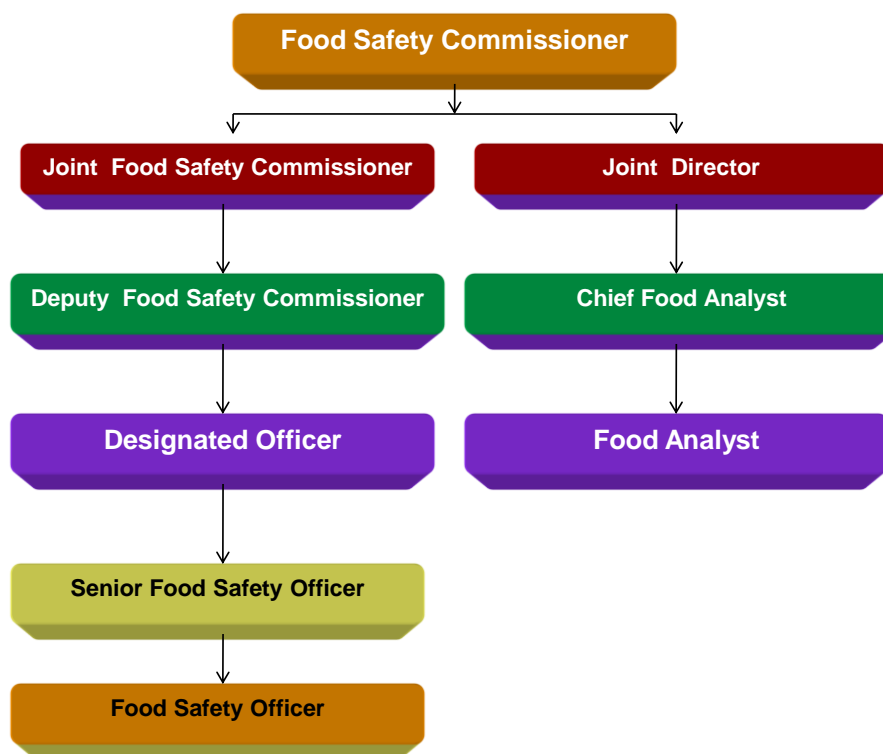 Food Safety Commissioner
Joint Food Safety Commissioner
Joint Director
Deputy Food Safety Commissioner
Chief Food Analyst
Designated Officer
Food Analyst
Senior Food Safety Officer
Food Safety Officer